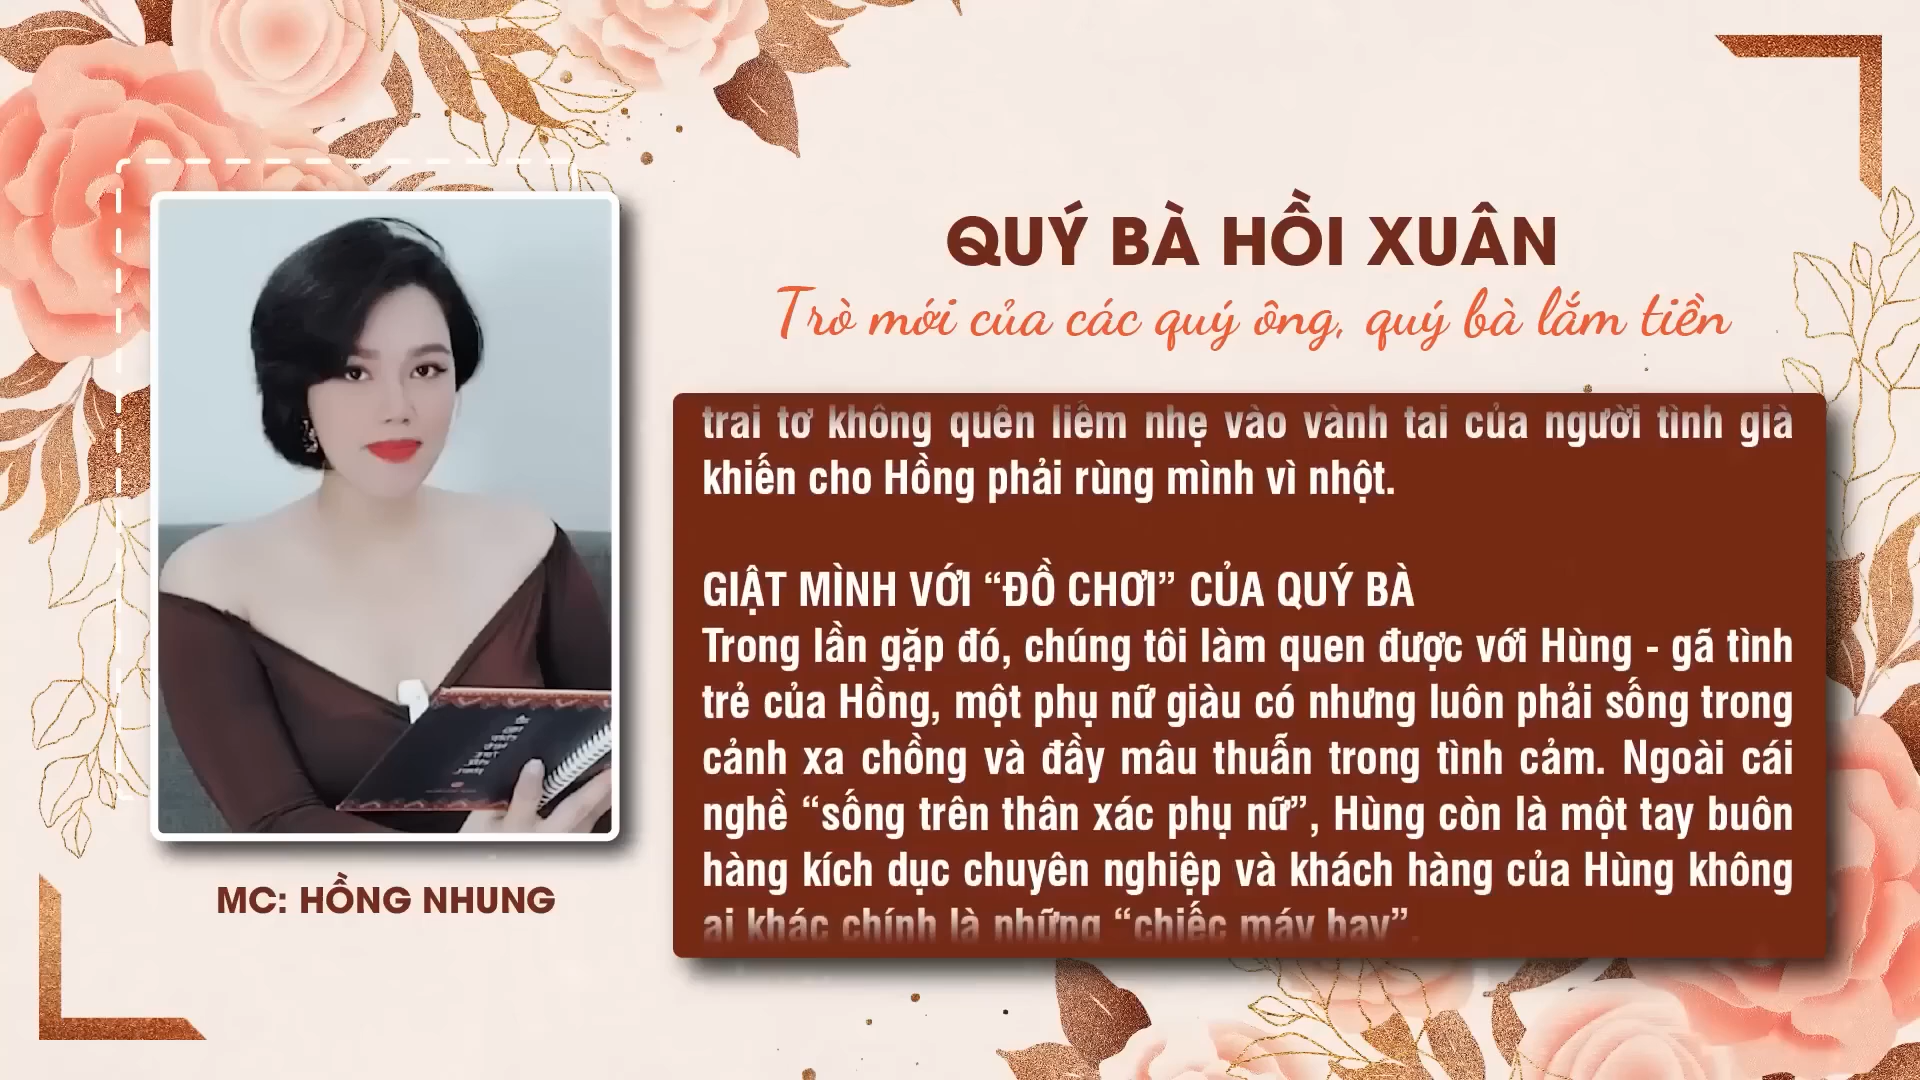 QUÝ BÀ HỒI XUÂN
Trò mới của các quý ông, quý bà lắm tiền
trai tơ không quên liếm nhẹ vào vành tai của người tình già
khiến cho Hồng phải rùng mình vì nhột.
GIẬT MÌNH VỚI “ĐỒ CHƠI” CỦA QUÝ BÀ
Trong lần gặp đó, chúng tôi làm quen được với Hùng - gã tình
trẻ của Hồng, một phụ nữ giàu có nhưng luôn phải sống trong
cảnh xa chồng và đầy mâu thuẫn trong tình cảm. Ngoài cái
nghề “sống trên thân xác phụ nữ”, Hùng còn là một tay buôn
hàng kích dục chuyên nghiệp và khách hàng của Hùng không
ai khác chính là những “chiếc máy bay”.
MC: HỒNG NHUNG